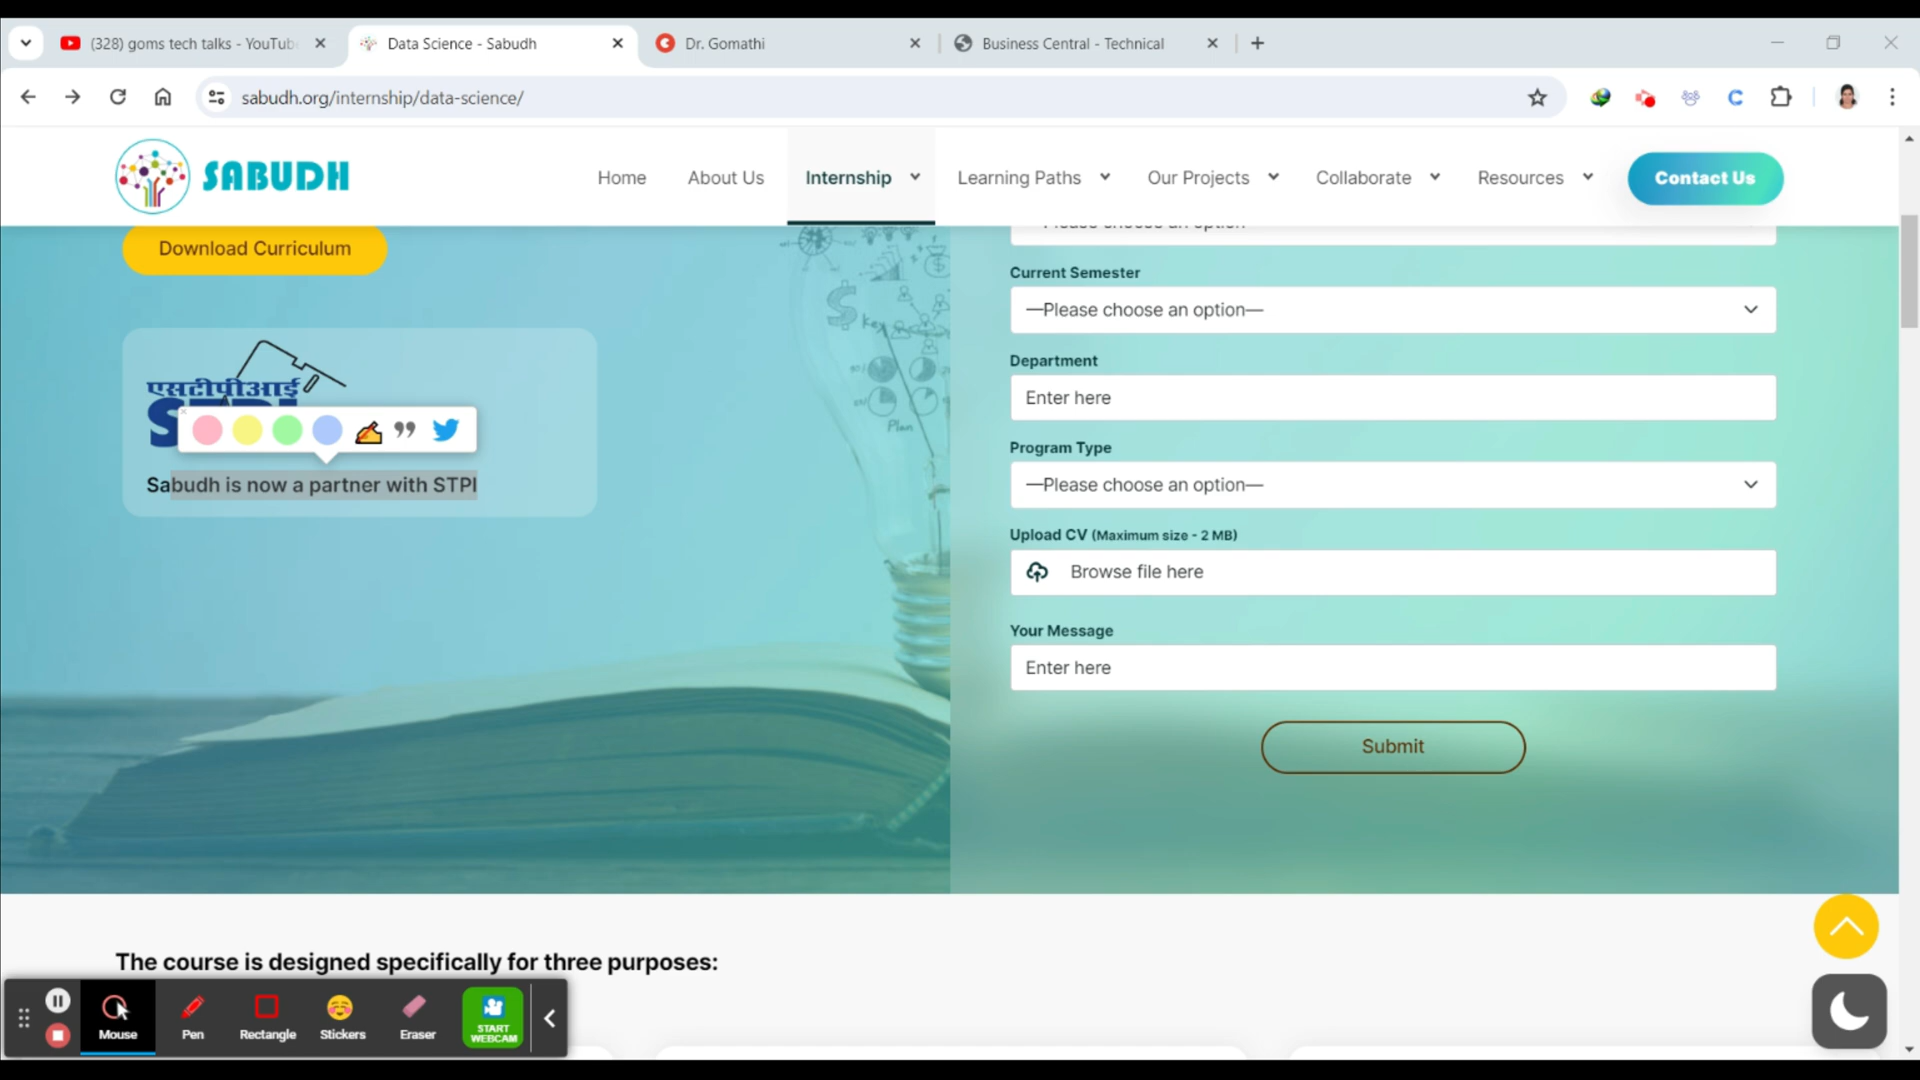 (328) goms tech talks - YouTub
Data Science - Sabudh
Dr. Gomathi
Business Central - Technical
sabudh.org/internship/data-science/
SABUDH
Home
About Us
Internship
Learning Paths
Our Projects
Collaborate
Resources
Contact Us
Download Curriculum
एसटीपीआई
Sabudh is now a partner with STPI
Plan
Key
Current Semester
—Please choose an option—
Department
Enter here
Program Type
—Please choose an option—
Upload CV (Maximum size - 2 MB)
Browse file here
Your Message
Enter here
Submit
The course is designed specifically for three purposes:
Mouse
Pen
Rectangle
Stickers
Eraser
START
WEBCAM